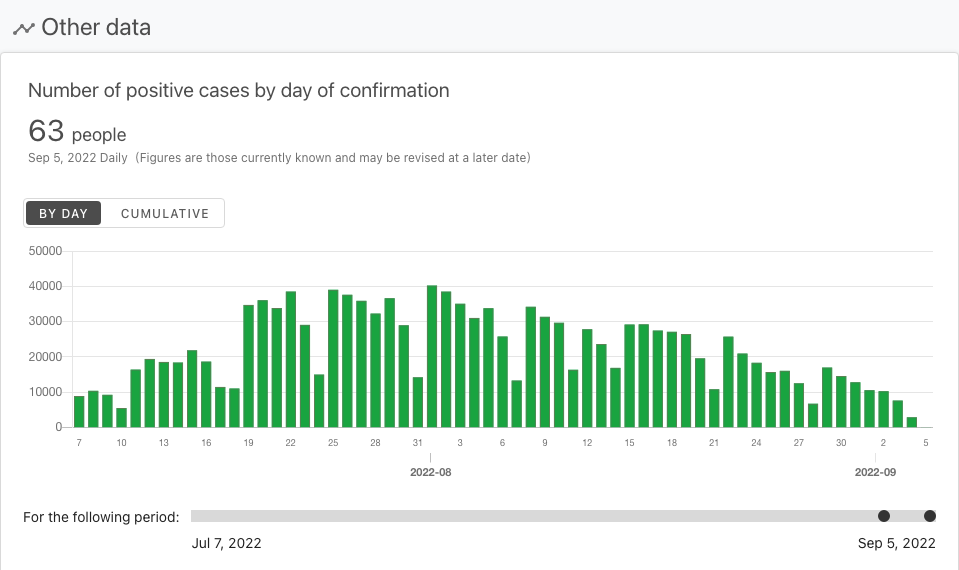 Other data
Number of positive cases by day of confirmation
63 people
Sep 5, 2022 Daily (Figures are those currently known and may be revised at a later date)
BY DAY CUMULATIVE
50000
40000
30000
20000
10000
0
7 10 13 16 19 22 25 28 31 3 6 9 12 15 18 21 24 27 30 2 5
2022-08 2022-09
For the following period:
Jul 7, 2022 Sep 5, 2022